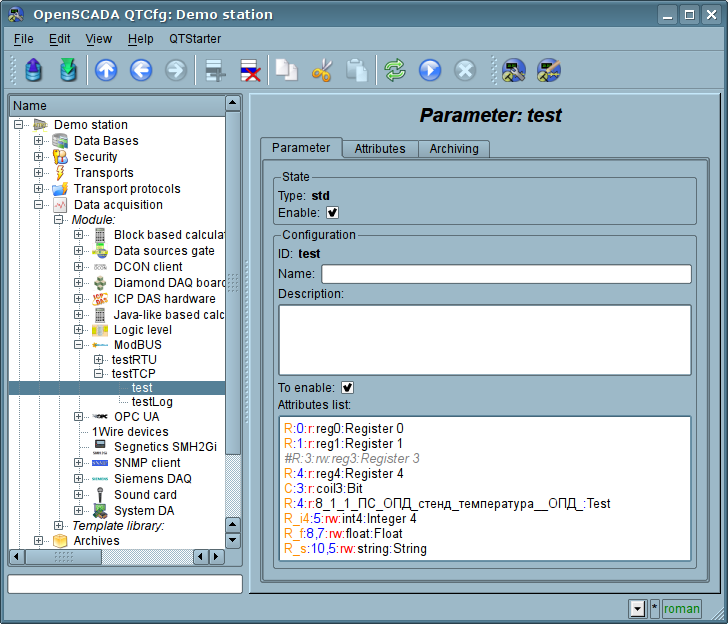 OpenSCADA QTCfg: Demo station
File Edit View Help QTStarter
Name
Demo station
Data Bases
Security
Transports
Transport protocols
Data acquisition
Module:
Block based calculat
Data sources gate
DCON client
Diamond DAQ board
ICP DAS hardware
Java-like based calc
Logic level
ModBUS
testRTU
testTCP
test
testLog
OPC UA
1Wire devices
Segnetics SMH2Gi
SNMP client
Siemens DAQ
Sound card
System DA
Template library:
Archives
Parameter: test
Parameter Attributes Archiving
State
Type: std
Enable:
Configuration
ID: test
Name:
Description:
To enable:
Attributes list:
R:0:r:reg0:Register 0
R:1:r:reg1:Register 1
#R:3:rw:reg3:Register 3
R:4:r:reg4:Register 4
C:3:r:coil3:Bit
R:4:r:8_1_1_ПС_ОПД_стенд_температура__ОПД_:Test
R_i4:5:rw:int4:Integer 4
R_f:8,7:rw:float:Float
R_s:10,5:rw:string:String
* roman